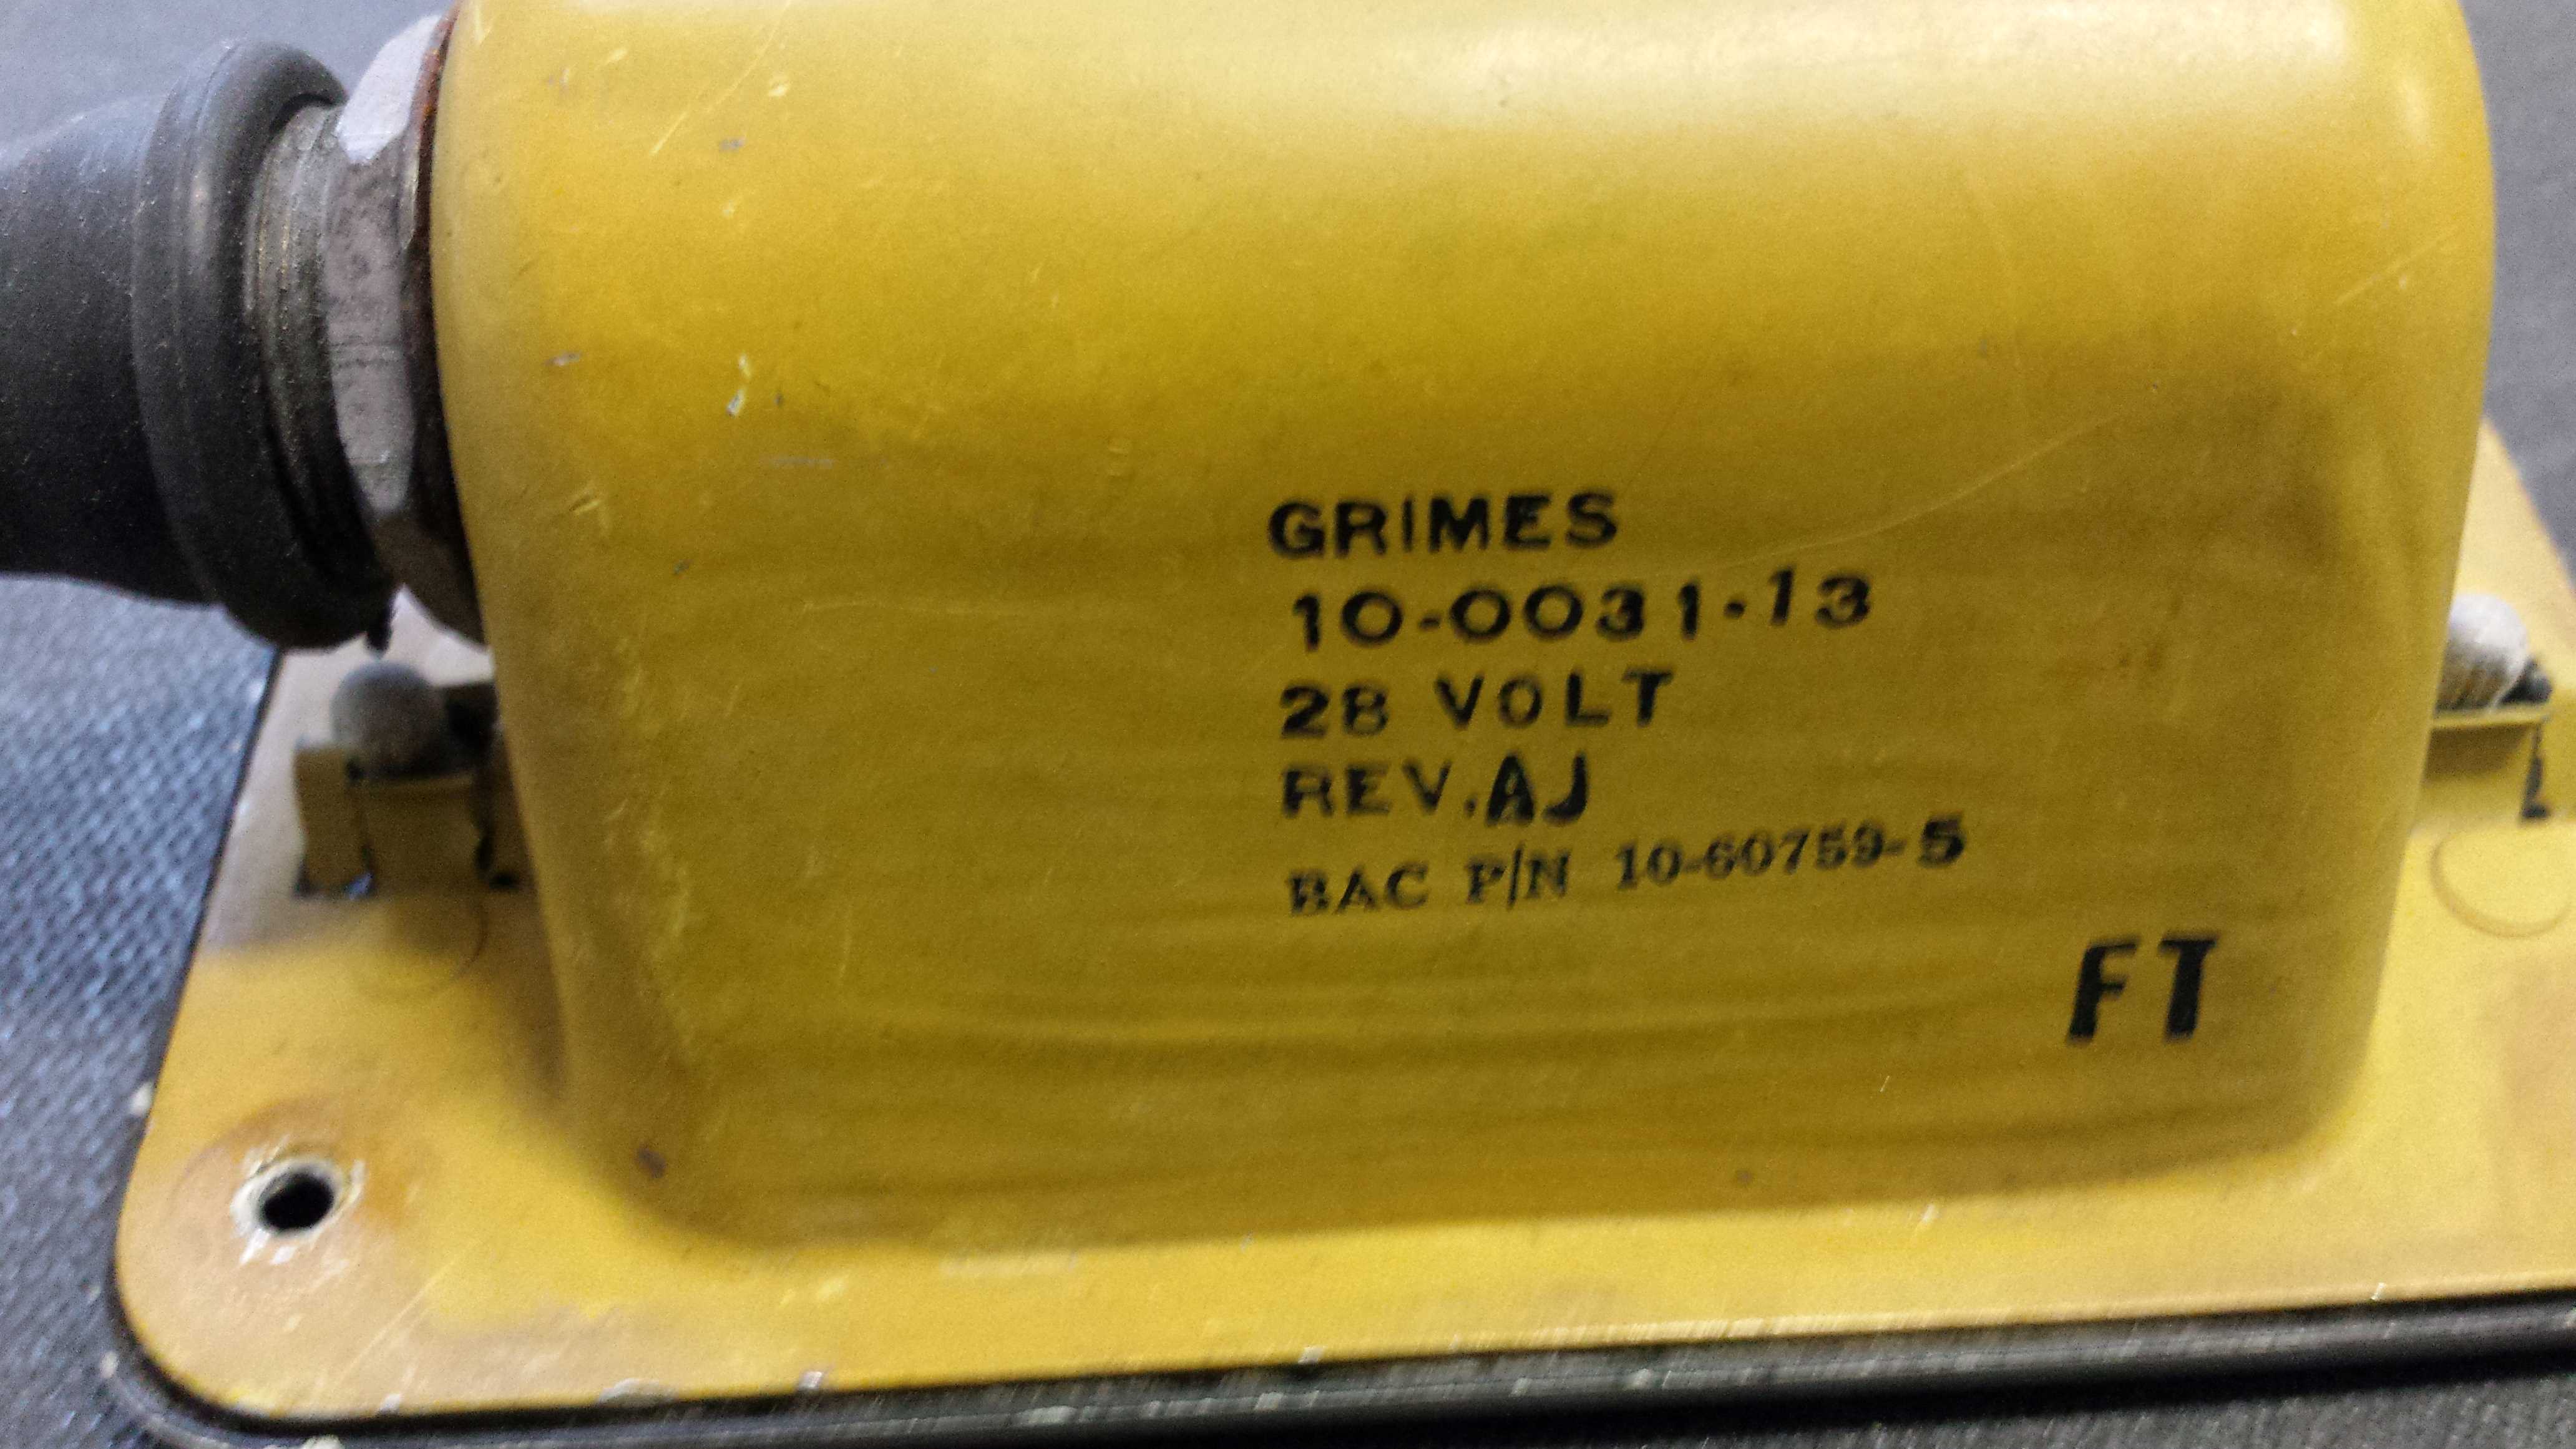 GRIMES
10-0031-13
28 VOLT
REV.AJ
BAC P/N 10-60759-5
FT